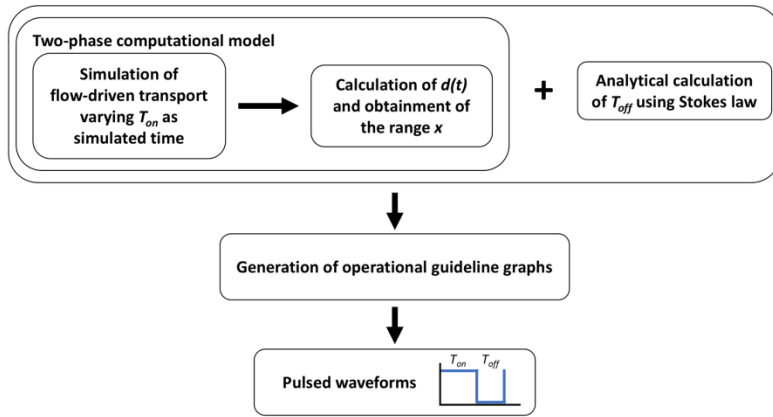 Two-phase computational model
Simulation of
flow-driven transport
varying Ton as
simulated time
Calculation of d(t)
and obtainment of
the range x
+
Analytical calculation
of Toff using Stokes law
Generation of operational guideline graphs
Pulsed waveforms
Ton Toff